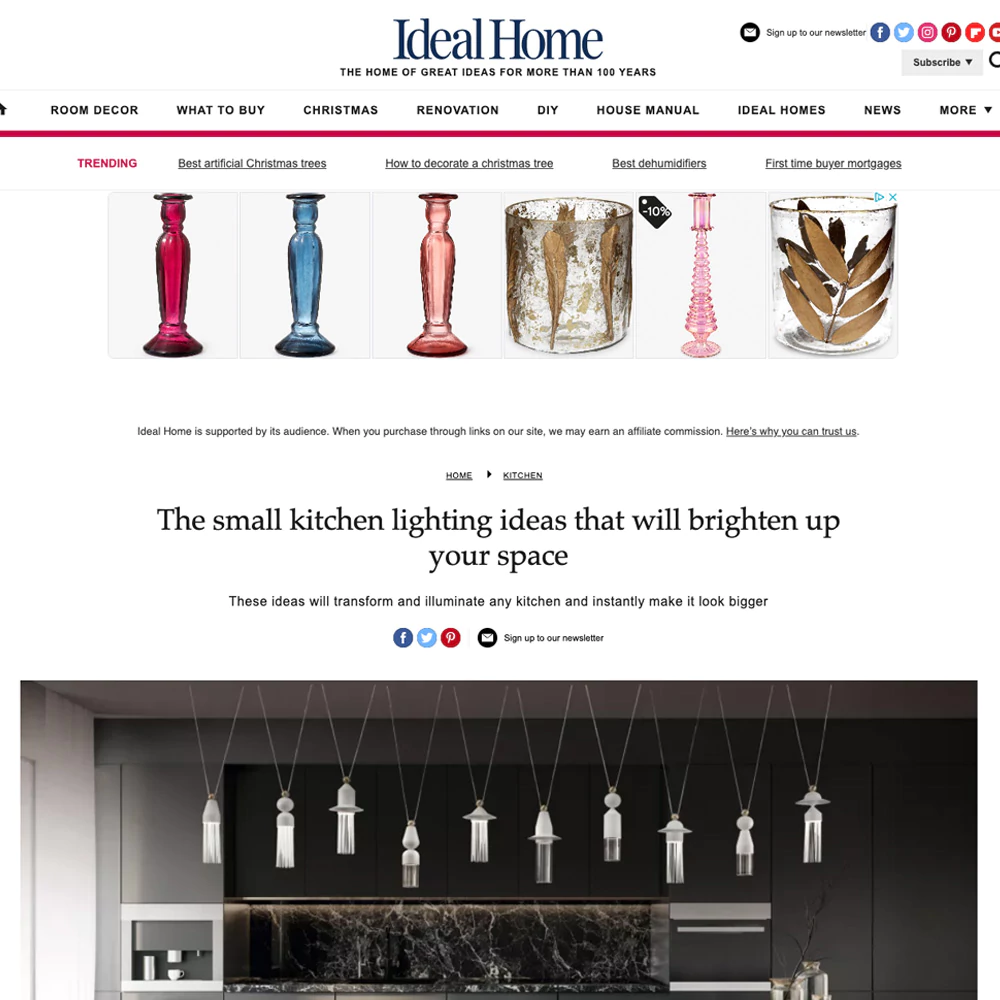 Ideal Home
THE HOME OF GREAT IDEAS FOR MORE THAN 100 YEARS
Sign up to our newsletter
Subscribe ▼
ROOM DECOR WHAT TO BUY CHRISTMAS RENOVATION DIY HOUSE MANUAL IDEAL HOMES NEWS MORE ▼
TRENDING Best artificial Christmas trees How to decorate a christmas tree Best dehumidifiers First time buyer mortgages
-10%
Ideal Home is supported by its audience. When you purchase through links on our site, we may earn an affiliate commission. Here's why you can trust us.
HOME KITCHEN
The small kitchen lighting ideas that will brighten up
your space
These ideas will transform and illuminate any kitchen and instantly make it look bigger
Sign up to our newsletter